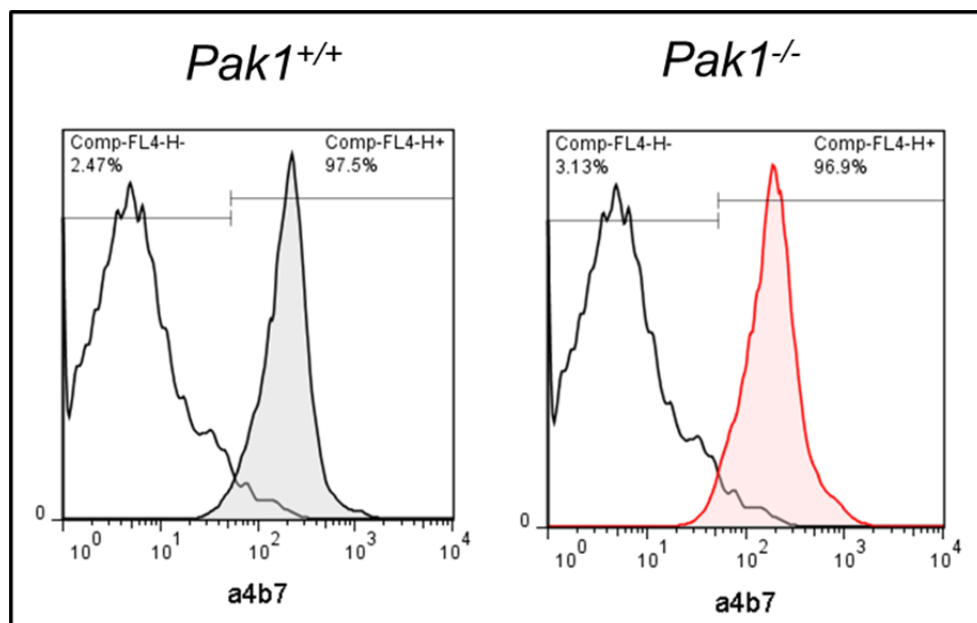 Pak1+/+
Pak1-/-
Comp-FL4-H-
2.47%
Comp-FL4-H+
97.5%
Comp-FL4-H-
3.13%
Comp-FL4-H+
96.9%
0
10^0 10^1 10^2 10^3 10^4
a4b7
0
10^0 10^1 10^2 10^3 10^4
a4b7